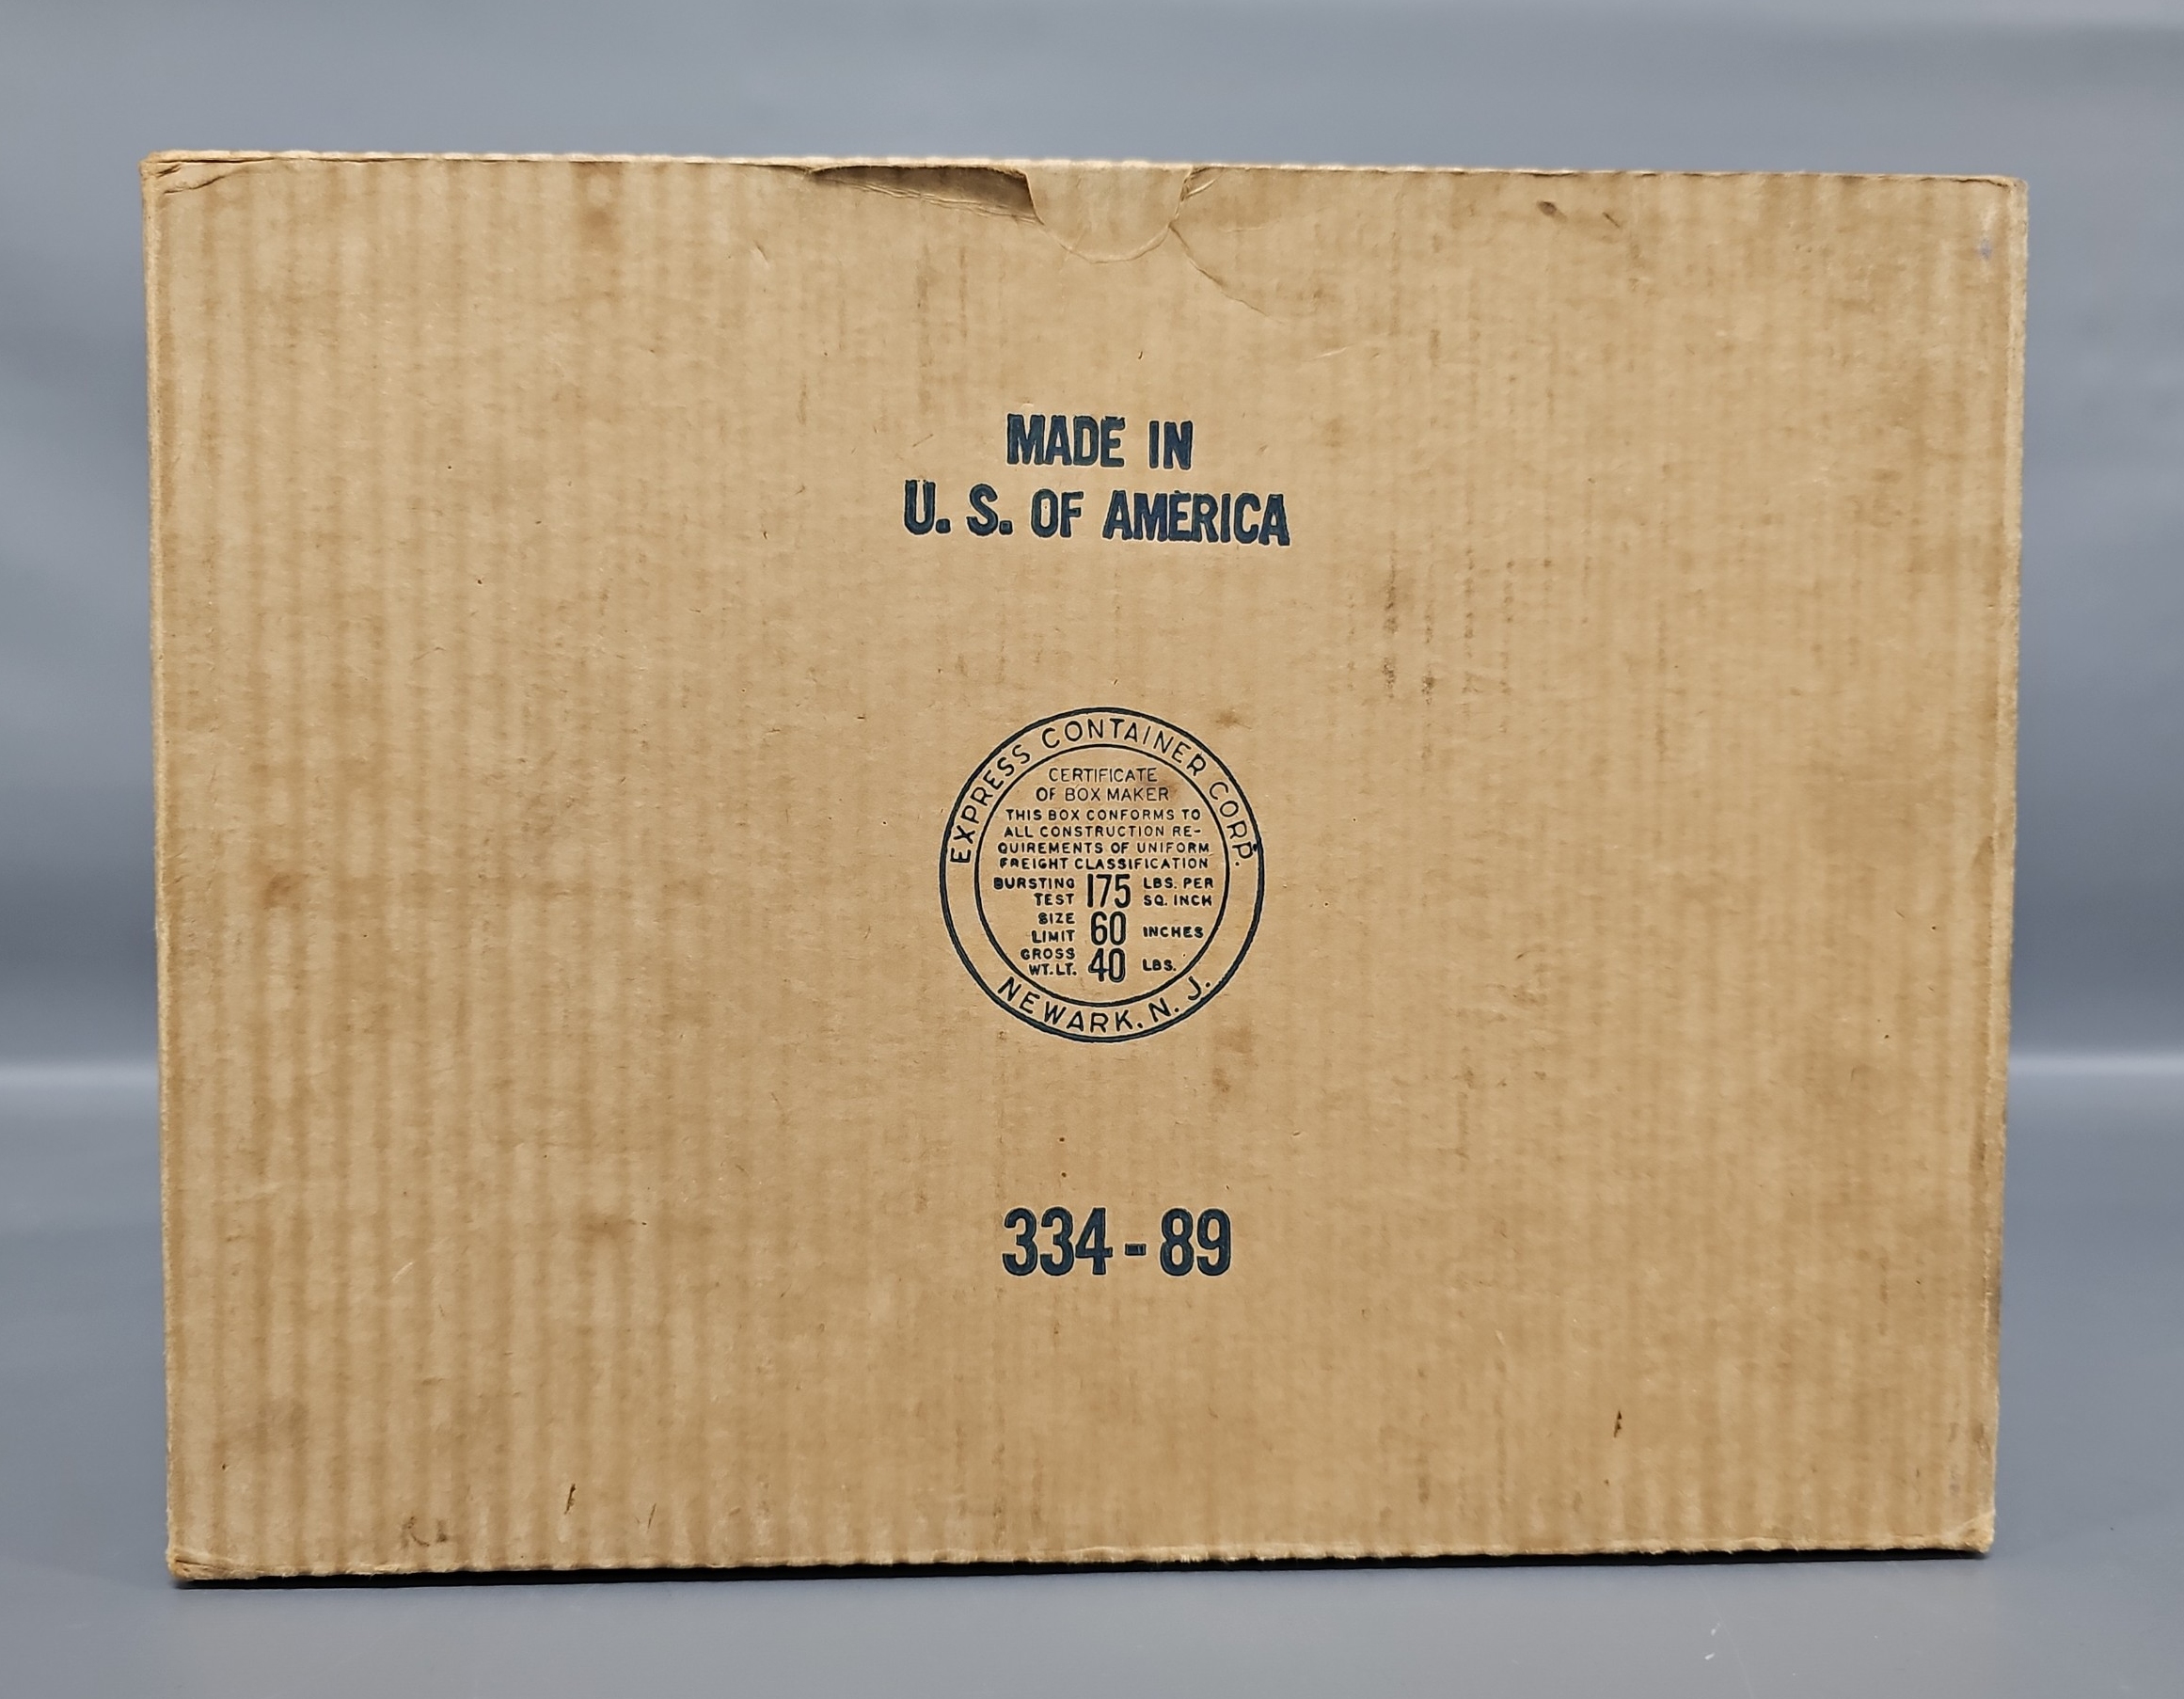 MADE IN
U. S. OF AMERICA
EXPRESS CONTAINER CORP.
CERTIFICATE
OF BOX MAKER
THIS BOX CONFORMS TO
ALL CONSTRUCTION RE-
QUIREMENTS OF UNIFORM
FREIGHT CLASSIFICATION
BURSTING TEST 175 LBS. PER SQ. INCH
SIZE LIMIT 60 INCHES
GROSS WT. LT. 40 LBS.
NEWARK, N. J.
334-89